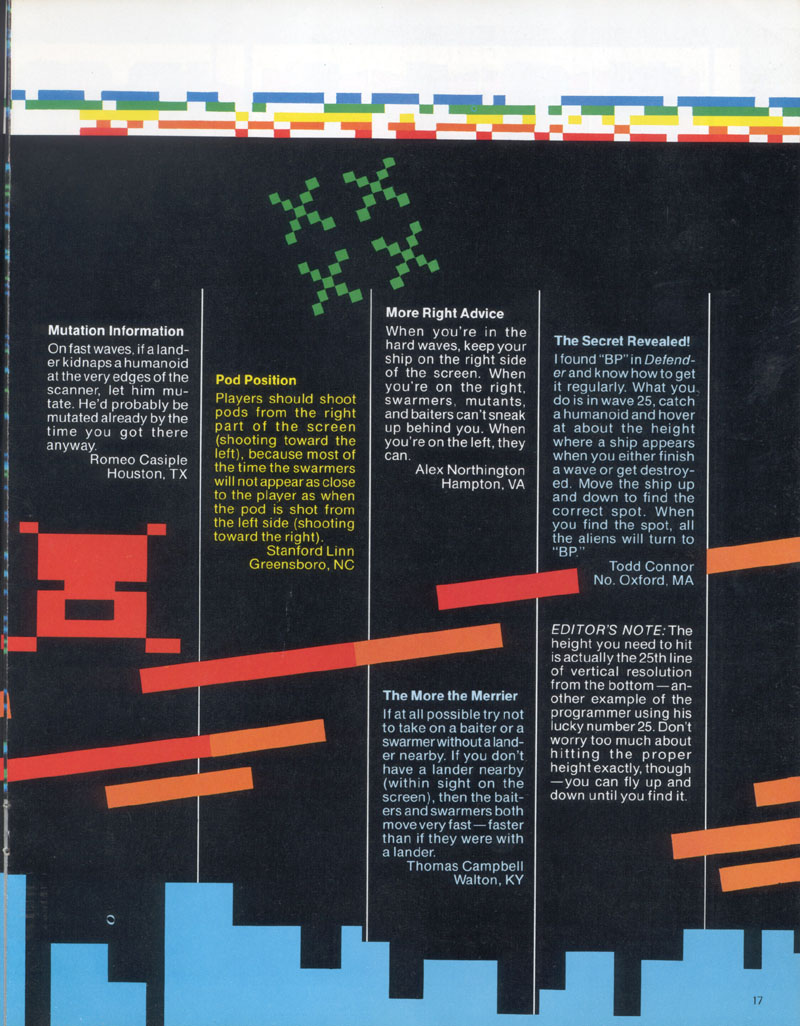 Mutation Information
On fast waves, if a land-
er kidnaps a humanoid
at the very edges of the
scanner, let him mu-
tate. He'd probably be
mutated already by the
time you got there
anyway.
Romeo Casiple
Houston, TX
Pod Position
Players should shoot
pods from the right
part of the screen
(shooting toward the
left), because most of
the time the swarmers
will not appear as close
to the player as when
the pod is shot from
the left side (shooting
toward the right).
Stanford Linn
Greensboro, NC
More Right Advice
When you're in the
hard waves, keep your
ship on the right side
of the screen. When
you're on the right,
swarmers, mutants,
and baiters can't sneak
up behind you. When
you're on the left, they
can.
Alex Northington
Hampton, VA
The More the Merrier
If at all possible try not
to take on a baiter or a
swarmer without a land-
er nearby. If you don't
have a lander nearby
(within sight on the
screen), then the bait-
ers and swarmers both
move very fast—faster
than if they were with
a lander.
Thomas Campbell
Walton, KY
The Secret Revealed!
I found "BP" in Defend-
er and know how to get
it regularly. What you
do is in wave 25, catch
a humanoid and hover
at about the height
where a ship appears
when you either finish
a wave or get destroy-
ed. Move the ship up
and down to find the
correct spot. When
you find the spot, all
the aliens will turn to
"BP."
Todd Connor
No. Oxford, MA
EDITOR'S NOTE: The
height you need to hit
is actually the 25th line
of vertical resolution
from the bottom—an-
other example of the
programmer using his
lucky number 25. Don't
worry too much about
hitting the proper
height exactly, though
—you can fly up and
down until you find it.
17